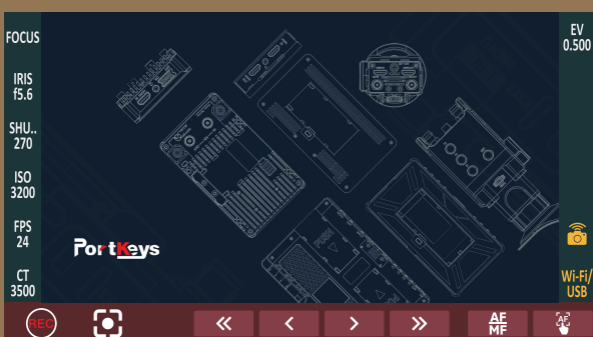 FOCUS
IRIS
f5.6
SHU..
270
ISO
3200
FPS
24
CT
3500
PortKeys
EV
0.500
Wi-Fi/
USB
REC
AF
MF
AF